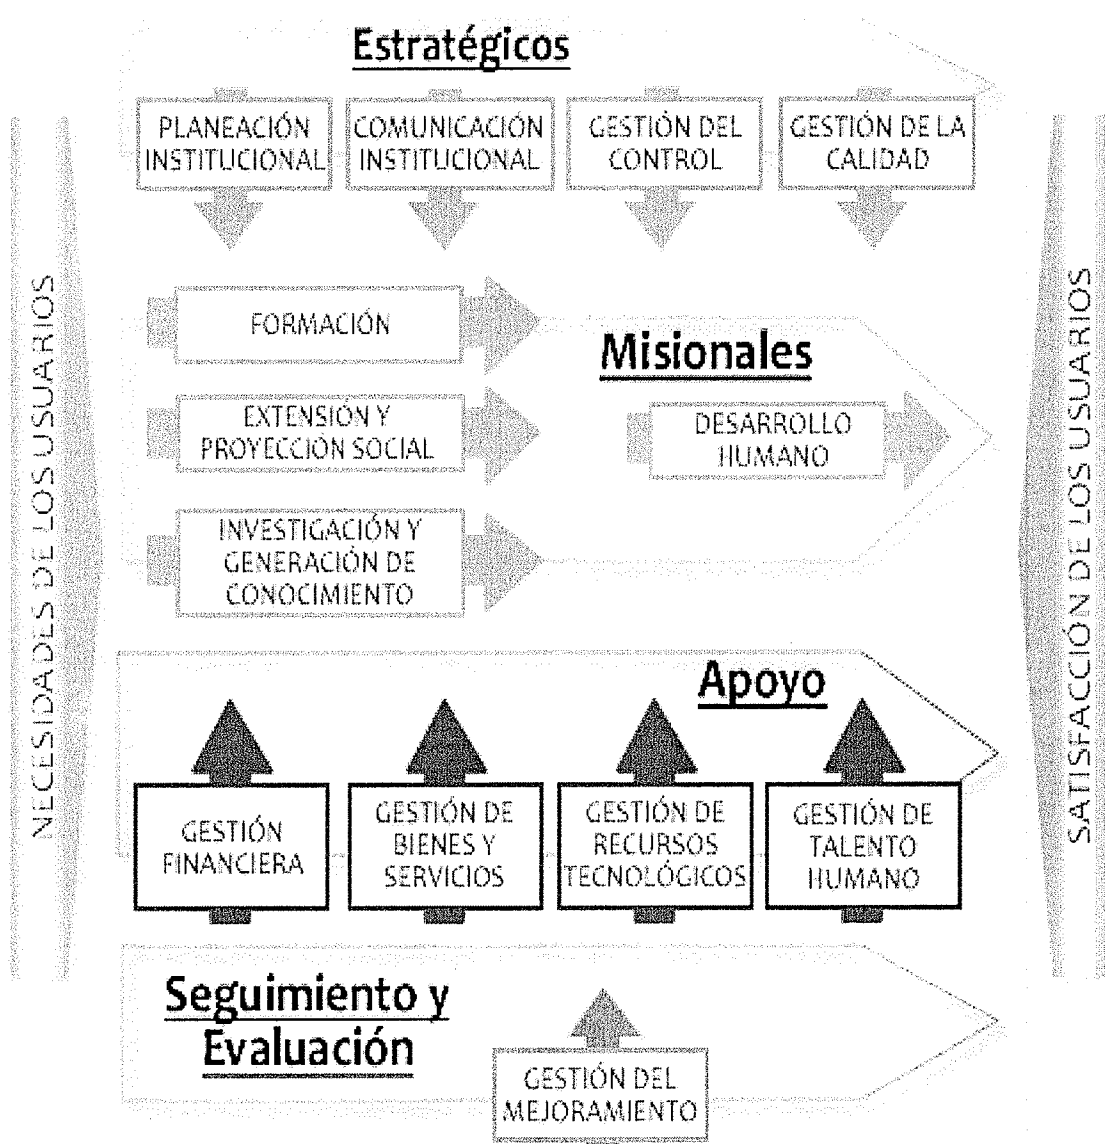 Estratégicos
PLANEACIÓN
INSTITUCIONAL
COMUNICACIÓN
INSTITUCIONAL
GESTIÓN DEL
CONTROL
GESTIÓN DE LA
CALIDAD
NECESIDADES DE LOS USUARIOS
FORMACIÓN
EXTENSIÓN Y
PROYECCIÓN SOCIAL
INVESTIGACIÓN Y
GENERACIÓN DE
CONOCIMIENTO
Misionales
DESARROLLO
HUMANO
SATISFACCIÓN DE LOS USUARIOS
Apoyo
GESTIÓN
FINANCIERA
GESTIÓN DE
BIENES Y
SERVICIOS
GESTIÓN DE
RECURSOS
TECNOLÓGICOS
GESTIÓN DE
TALENTO
HUMANO
Seguimiento y
Evaluación
GESTIÓN DEL
MEJORAMIENTO